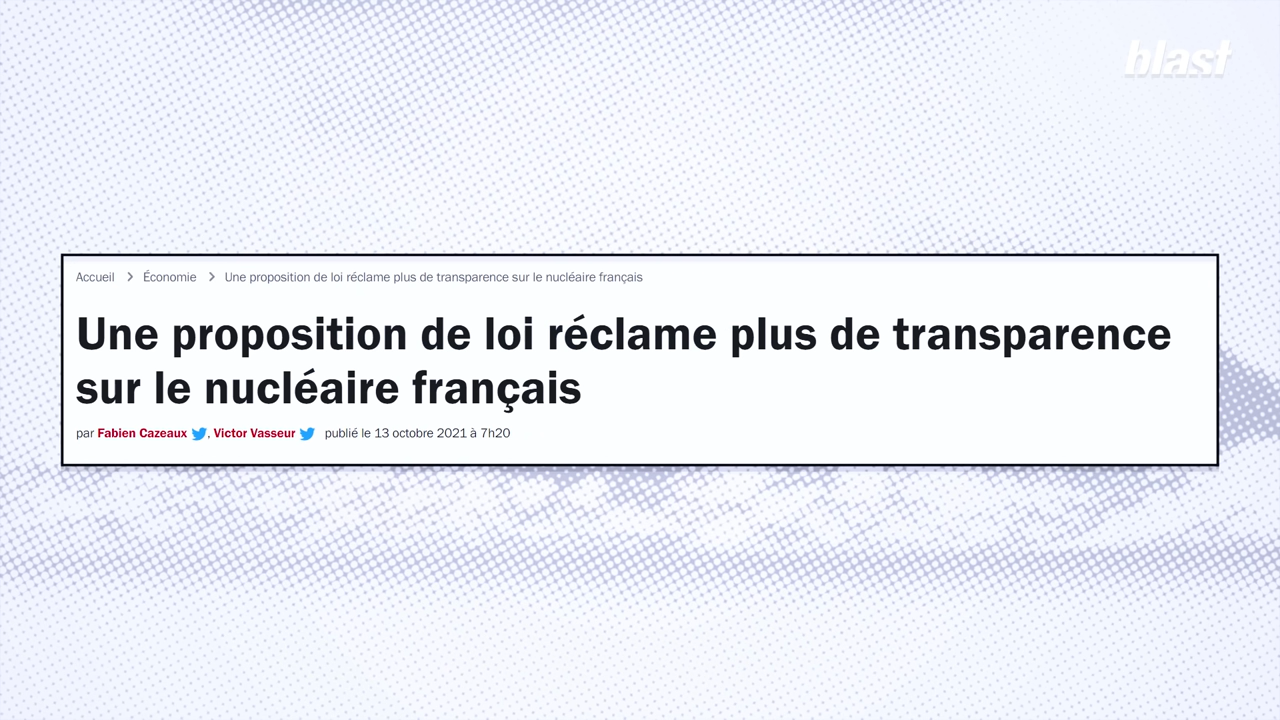 blast
Accueil > Économie > Une proposition de loi réclame plus de transparence sur le nucléaire français
Une proposition de loi réclame plus de transparence
sur le nucléaire français
par Fabien Cazeaux , Victor Vasseur publié le 13 octobre 2021 à 7h20